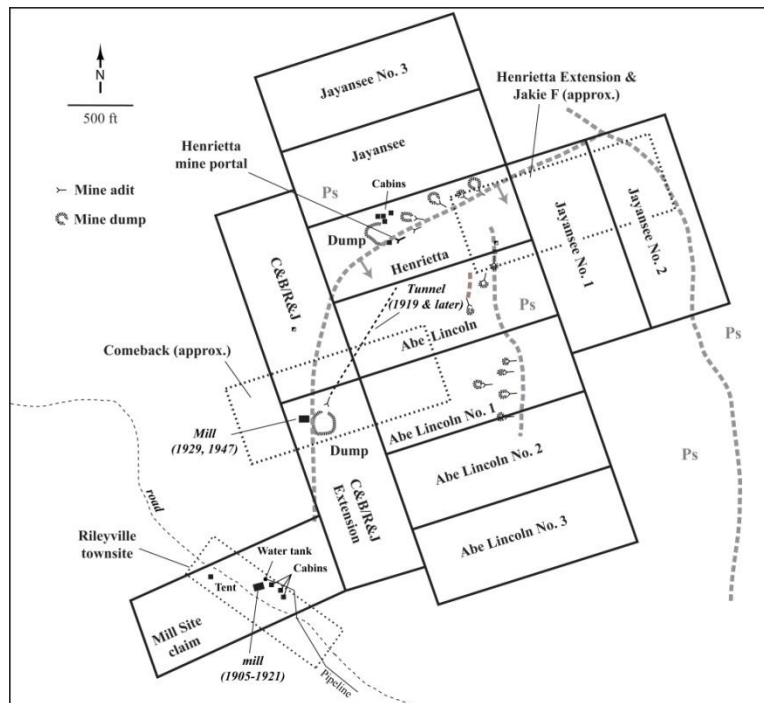 N
500 ft
Mine adit
Mine dump
Jayansee No. 3
Henrietta Extension &
Jakie F (approx.)
Jayansee
Henrietta
mine portal
Ps
Cabins
Dump
Henrietta
Jayansee No. 1
Jayansee No. 2
C&B/R&J
Tunnel
(1919 & later)
Ps
Ps
Abe Lincoln
Comeback (approx.)
Mill
(1929, 1947)
Dump
Abe Lincoln No. 1
Ps
C&B/R&J
Extension
Abe Lincoln No. 2
Abe Lincoln No. 3
road
Rileyville
townsite
Water tank
Cabins
Tent
Mill Site
claim
mill
(1905-1921)
Pipeline